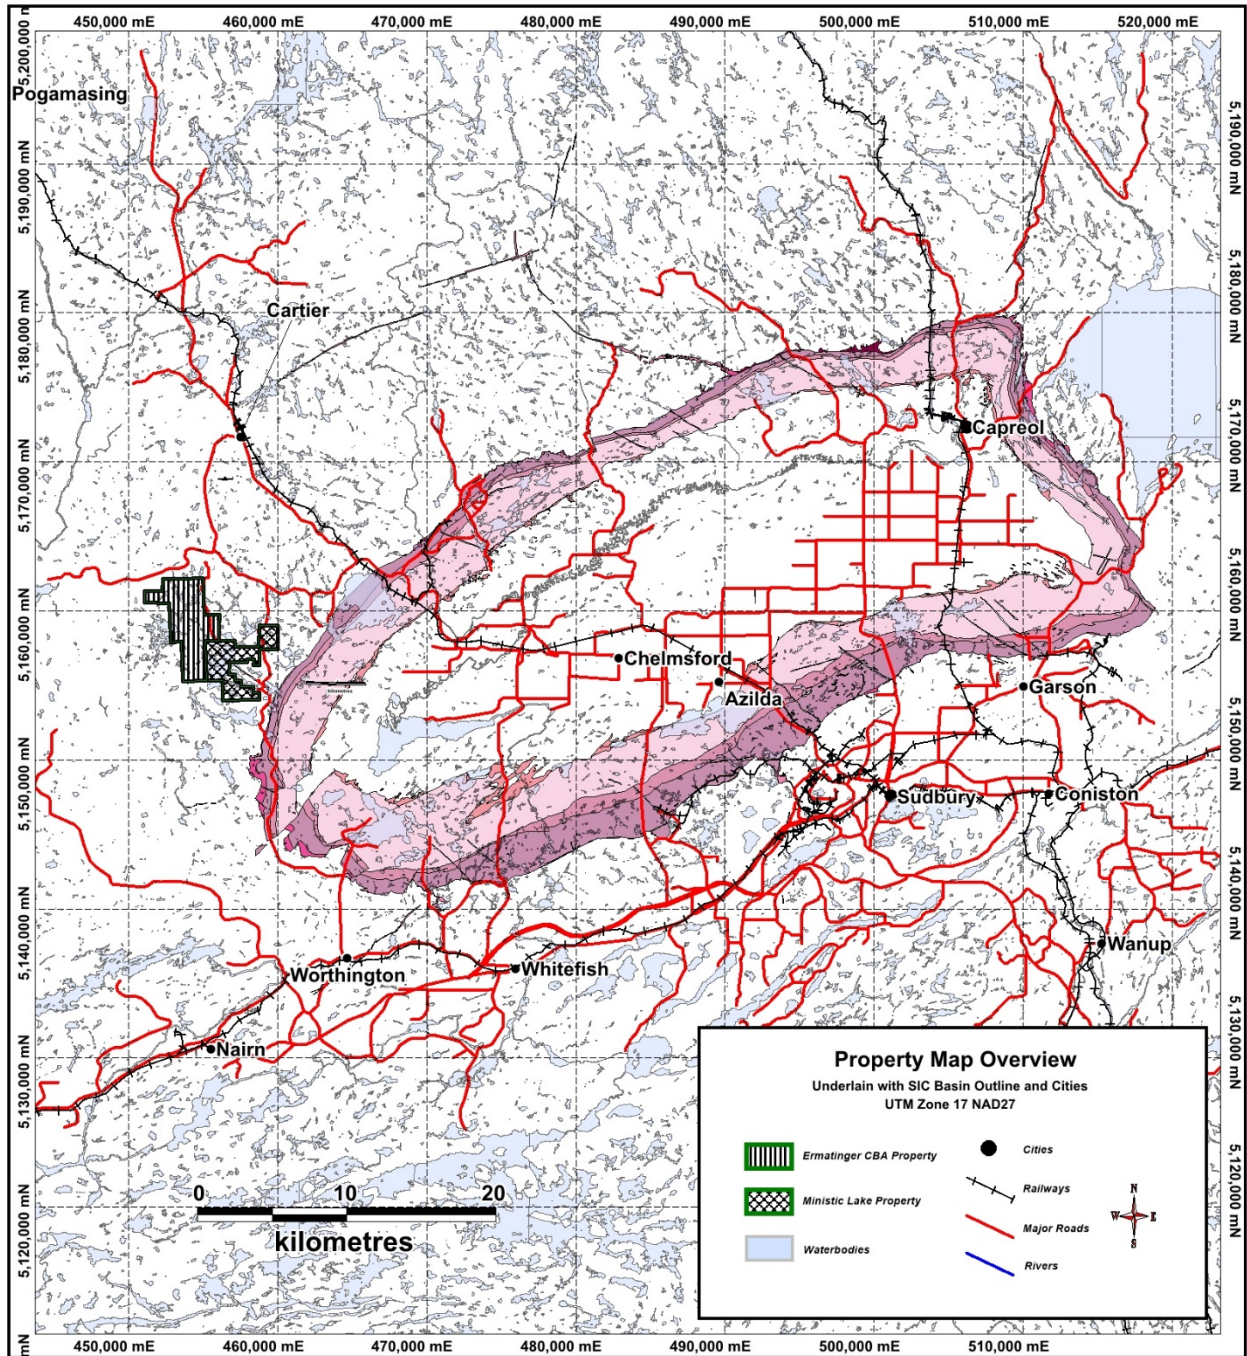 450,000 mE 460,000 mE 470,000 mE 480,000 mE 490,000 mE 500,000 mE 510,000 mE 520,000 mE
5,200,000 m
5,190,000 mN
5,180,000 mN
5,170,000 mN
5,160,000 mN
5,150,000 mN
5,140,000 mN
5,130,000 mN
5,120,000 mN
mN
5,190,000 mN
5,180,000 mN
5,170,000 mN
5,160,000 mN
5,150,000 mN
5,140,000 mN
5,130,000 mN
5,120,000 mN
Pogamasing
Cartier
Capreol
Chelmsford
Azilda
Garson
kilometres
Sudbury
Coniston
Wanup
Worthington
Whitefish
Nairn
0 10 20
kilometres
Property Map Overview
Underlain with SIC Basin Outline and Cities
UTM Zone 17 NAD27
Ermatinger CBA Property
Ministic Lake Property
Waterbodies
Cities
Railways
Major Roads
Rivers
N
W E
S
450,000 mE 460,000 mE 470,000 mE 480,000 mE 490,000 mE 500,000 mE 510,000 mE 520,000 mE